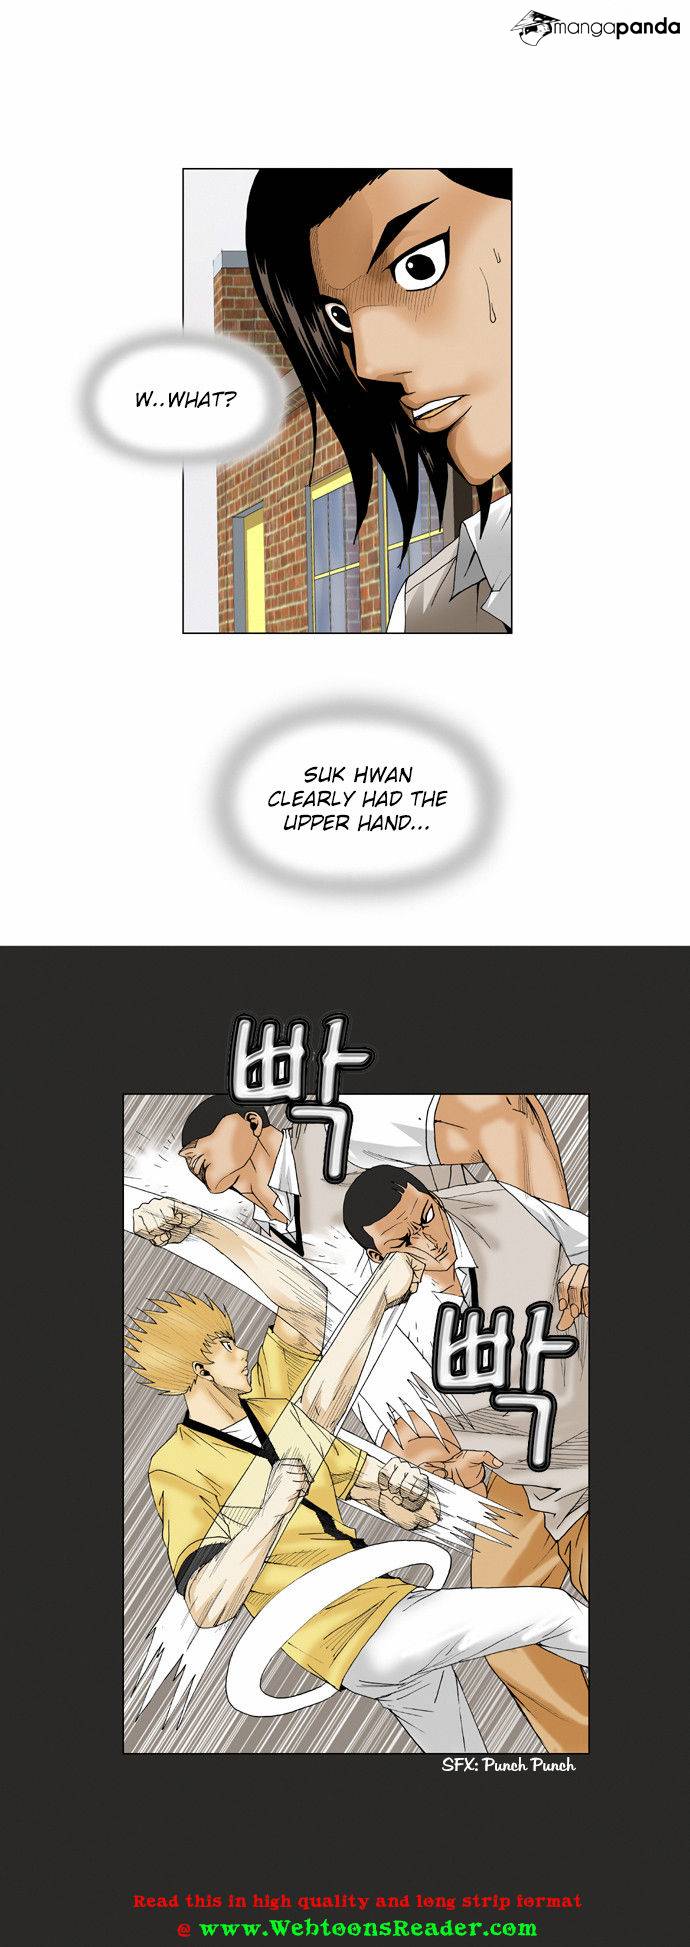 mangapanda
W..WHAT?
SUK HWAN
CLEARLY HAD THE
UPPER HAND...
빡
빡
SFX: Punch Punch
Read this in high quality and long strip format
@ www.WebtoonsReader.com